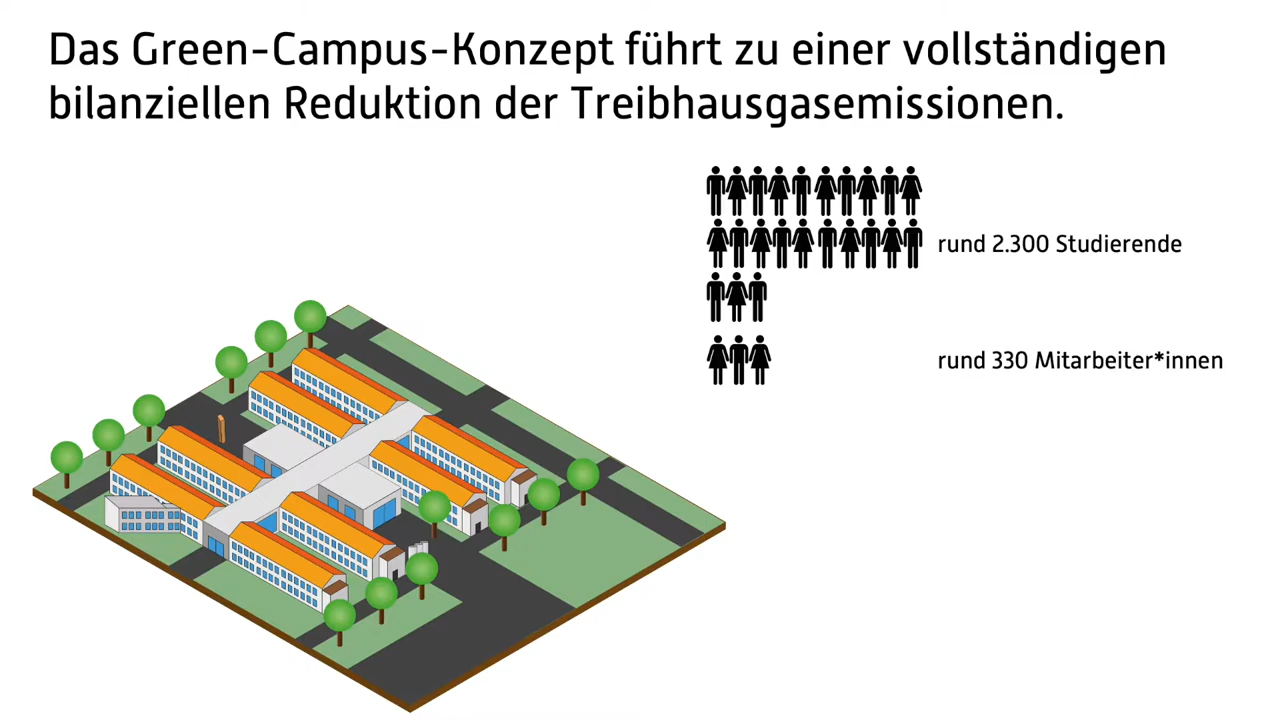 Das Green-Campus-Konzept führt zu einer vollständigen
bilanziellen Reduktion der Treibhausgasemissionen.
rund 2.300 Studierende
rund 330 Mitarbeiter*innen